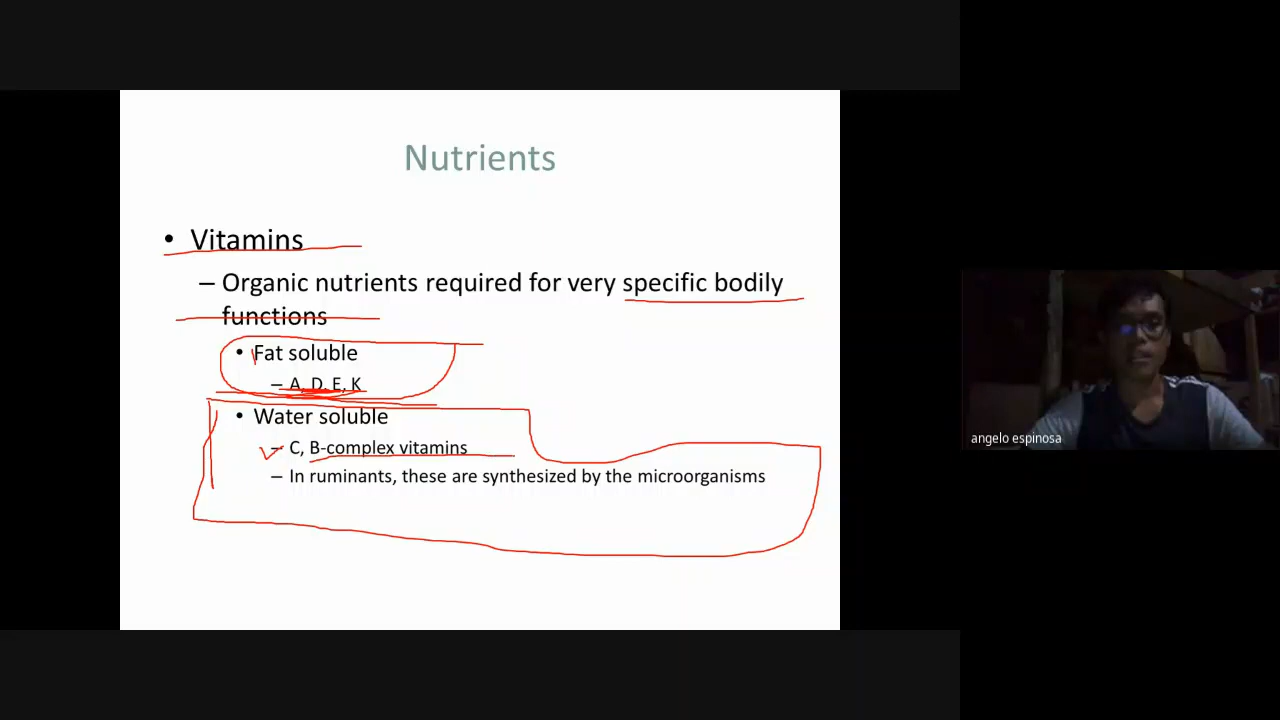 Nutrients
• Vitamins
– Organic nutrients required for very specific bodily
functions
• Fat soluble
– A, D, E, K
• Water soluble
– C, B-complex vitamins
– In ruminants, these are synthesized by the microorganisms
angelo espinosa